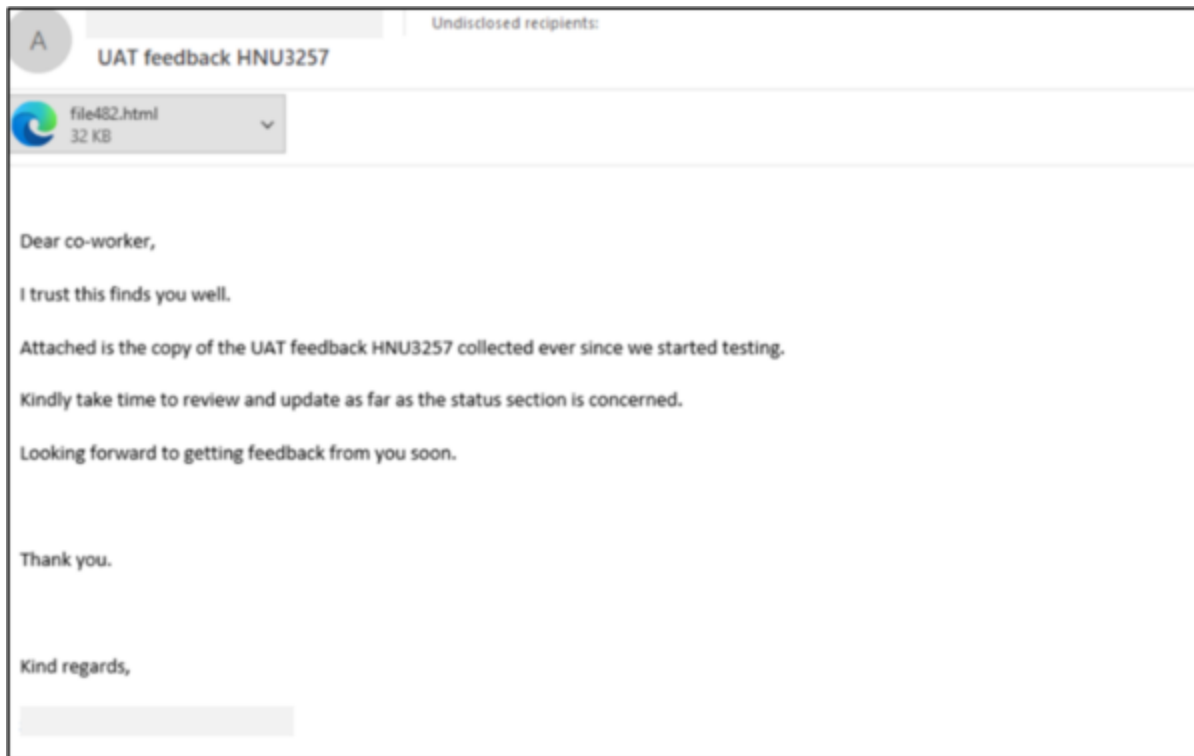 A
Undisclosed recipients:
UAT feedback HNU3257
file482.html
32 KB
Dear co-worker,
I trust this finds you well.
Attached is the copy of the UAT feedback HNU3257 collected ever since we started testing.
Kindly take time to review and update as far as the status section is concerned.
Looking forward to getting feedback from you soon.
Thank you.
Kind regards,